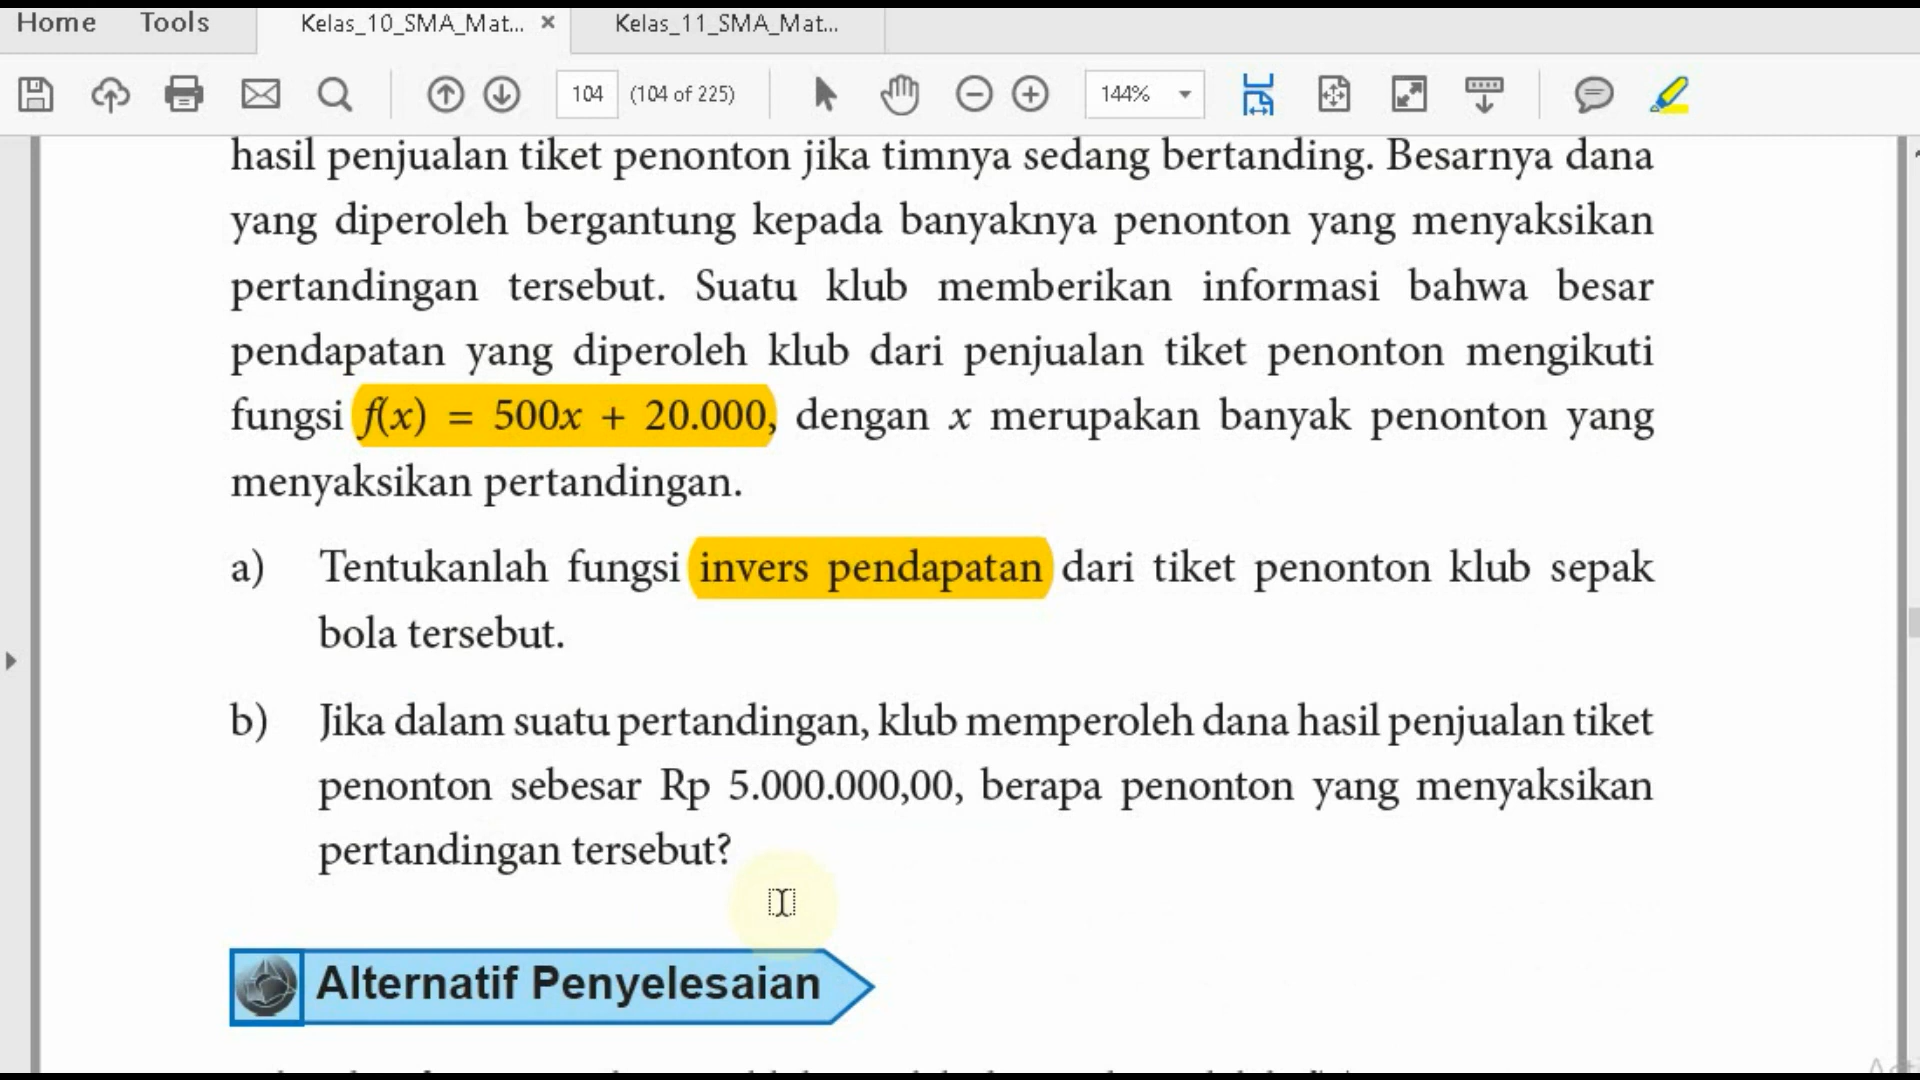 Home Tools Kelas_10_SMA_Mat... × Kelas_11_SMA_Mat...
104 (104 of 225) 144%
hasil penjualan tiket penonton jika timnya sedang bertanding. Besarnya dana
yang diperoleh bergantung kepada banyaknya penonton yang menyaksikan
pertandingan tersebut. Suatu klub memberikan informasi bahwa besar
pendapatan yang diperoleh klub dari penjualan tiket penonton mengikuti
fungsi f(x) = 500x + 20.000, dengan x merupakan banyak penonton yang
menyaksikan pertandingan.
a) Tentukanlah fungsi invers pendapatan dari tiket penonton klub sepak
bola tersebut.
b) Jika dalam suatu pertandingan, klub memperoleh dana hasil penjualan tiket
penonton sebesar Rp 5.000.000,00, berapa penonton yang menyaksikan
pertandingan tersebut?
Alternatif Penyelesaian